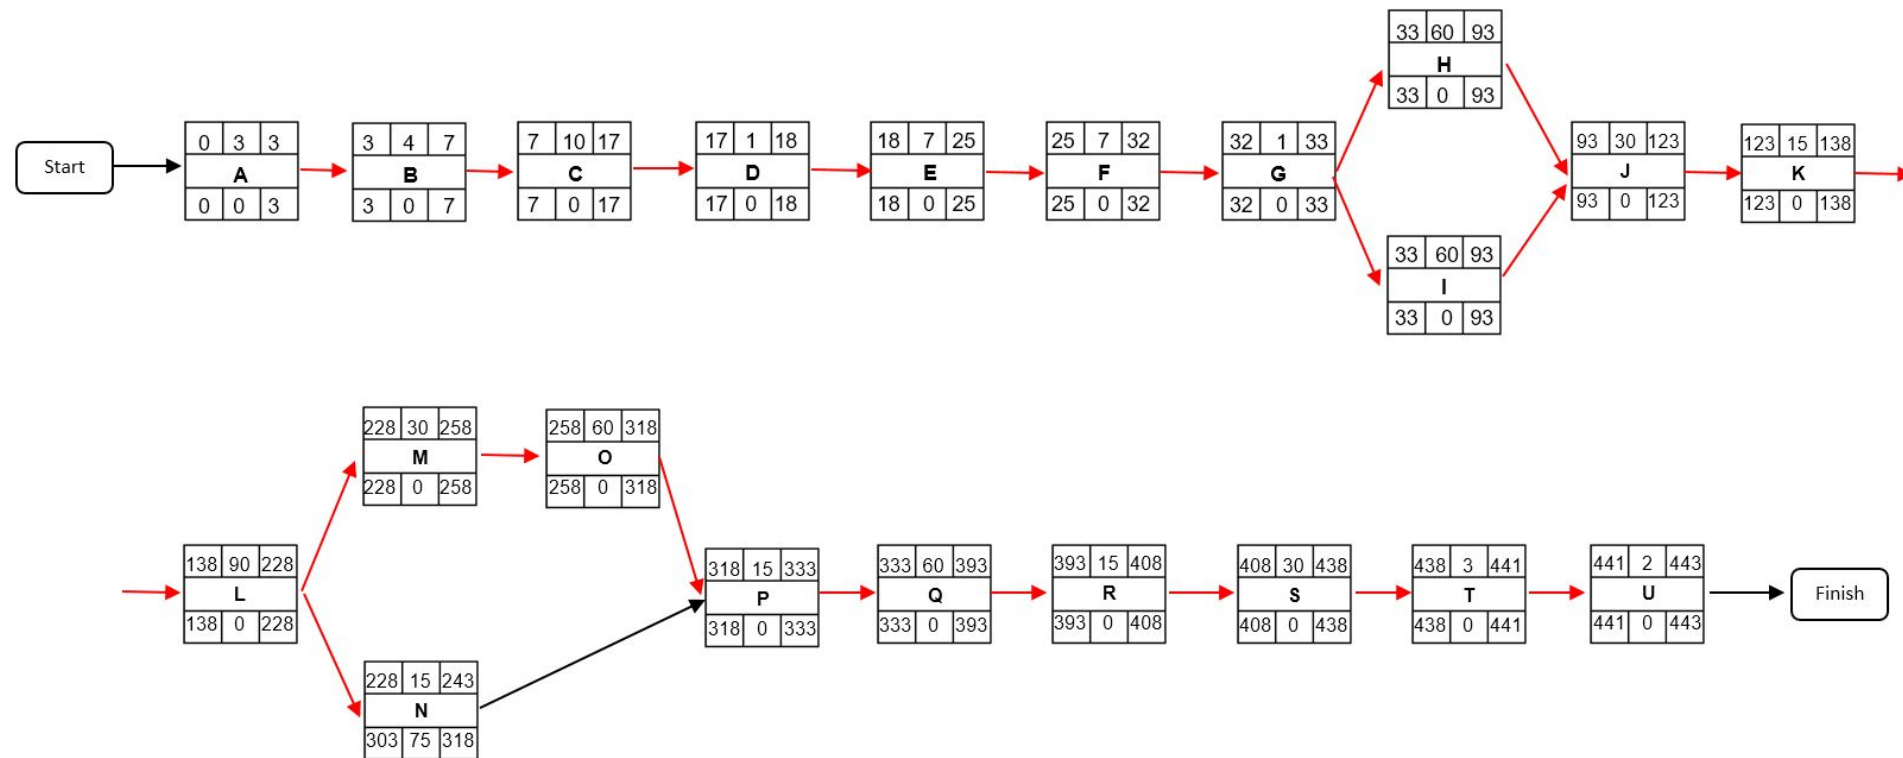 Start
0 3 3
A
0 0 3
3 4 7
B
3 0 7
7 10 17
C
7 0 17
17 1 18
D
17 0 18
18 7 25
E
18 0 25
25 7 32
F
25 0 32
32 1 33
G
32 0 33
33 60 93
H
33 0 93
33 60 93
I
33 0 93
93 30 123
J
93 0 123
123 15 138
K
123 0 138
138 90 228
L
138 0 228
228 30 258
M
228 0 258
258 60 318
O
258 0 318
228 15 243
N
303 75 318
318 15 333
P
318 0 333
333 60 393
Q
333 0 393
393 15 408
R
393 0 408
408 30 438
S
408 0 438
438 3 441
T
438 0 441
441 2 443
U
441 0 443
Finish